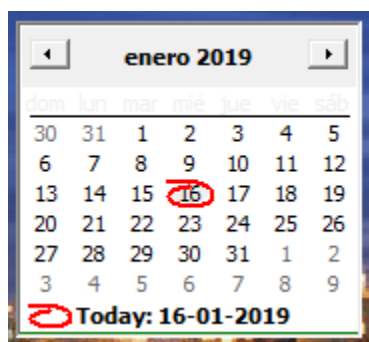 enero 2019
dom lun mar mié jue vie sáb
30 31 1 2 3 4 5
6 7 8 9 10 11 12
13 14 15 16 17 18 19
20 21 22 23 24 25 26
27 28 29 30 31 1 2
3 4 5 6 7 8 9
Today: 16-01-2019